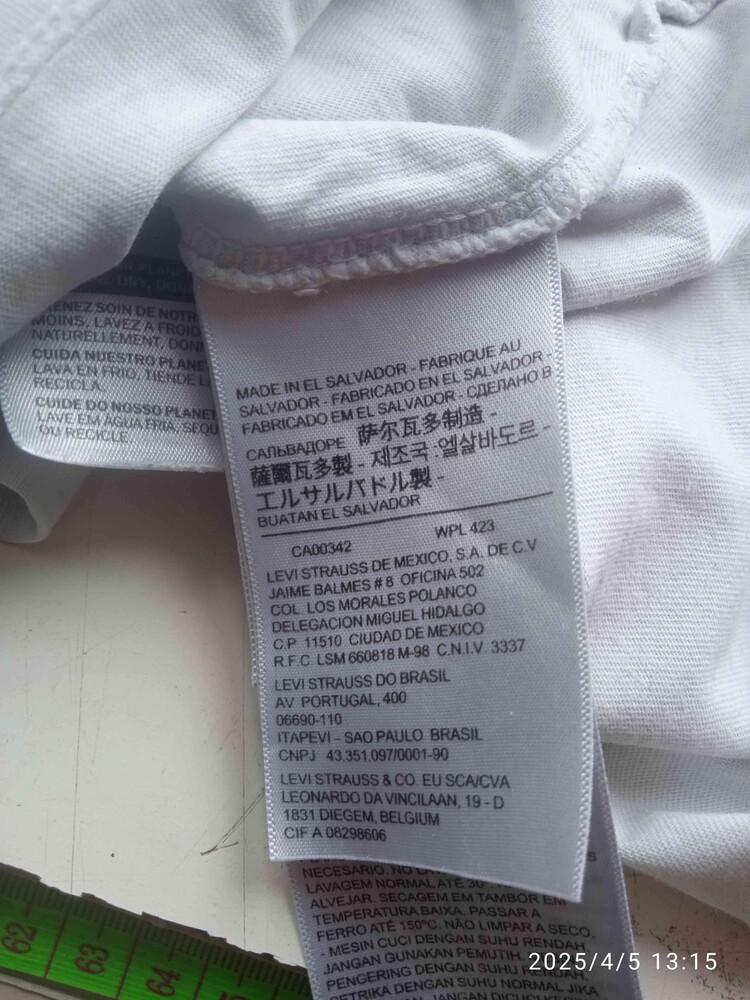 MADE IN EL SALVADOR - FABRIQUE AU
SALVADOR - FABRICADO EN EL SALVADOR -
FABRICADO EM EL SALVADOR - СДЕЛАНО В
САЛЬВАДОРЕ 萨尔瓦多制造 -
薩爾瓦多製 - 제조국 :엘살바도르 -
エルサルバドル製 -
BUATAN EL SALVADOR
CA00342 WPL 423
LEVI STRAUSS DE MEXICO, S.A. DE C.V
JAIME BALMES # 8 OFICINA 502
COL. LOS MORALES POLANCO
DELEGACION MIGUEL HIDALGO
C.P 11510 CIUDAD DE MEXICO
R.F.C LSM 660818 M-98 C.N.I.V. 3337
LEVI STRAUSS DO BRASIL
AV PORTUGAL, 400
06690-110
ITAPEVI – SAO PAULO BRASIL
CNPJ 43.351.097/0001-90
LEVI STRAUSS & CO. EU SCA/CVA
LEONARDO DA VINCILAAN, 19 - D
1831 DIEGEM, BELGIUM
CIF A 08298606
SOIN DE
MOINS, LAVEZ A FROID
NATURELLEMENT,
CUIDA NUESTRO
LAVA EN FRIO, TIENDE
RECICLA.
CUIDE DO NOSSO
LAVE EM AGUA FRIA,
OU RECICLE.
NECESARIO. NO
LAVAGEM NORMAL ATÉ 30°
ALVEJAR. SECAGEM EM TAMBOR EM
TEMPERATURA BAIXA. PASSAR A
FERRO ATÉ 150°C. NÃO LIMPAR A SECO.
- MESIN CUCI DENGAN SUHU RENDAH
JANGAN GUNAKAN PEMUTIH
PENGERING DENGAN SUHU
SETRIKA DENGAN SUHU NORMAL JIKA
62 63 64
2025/4/5 13:15